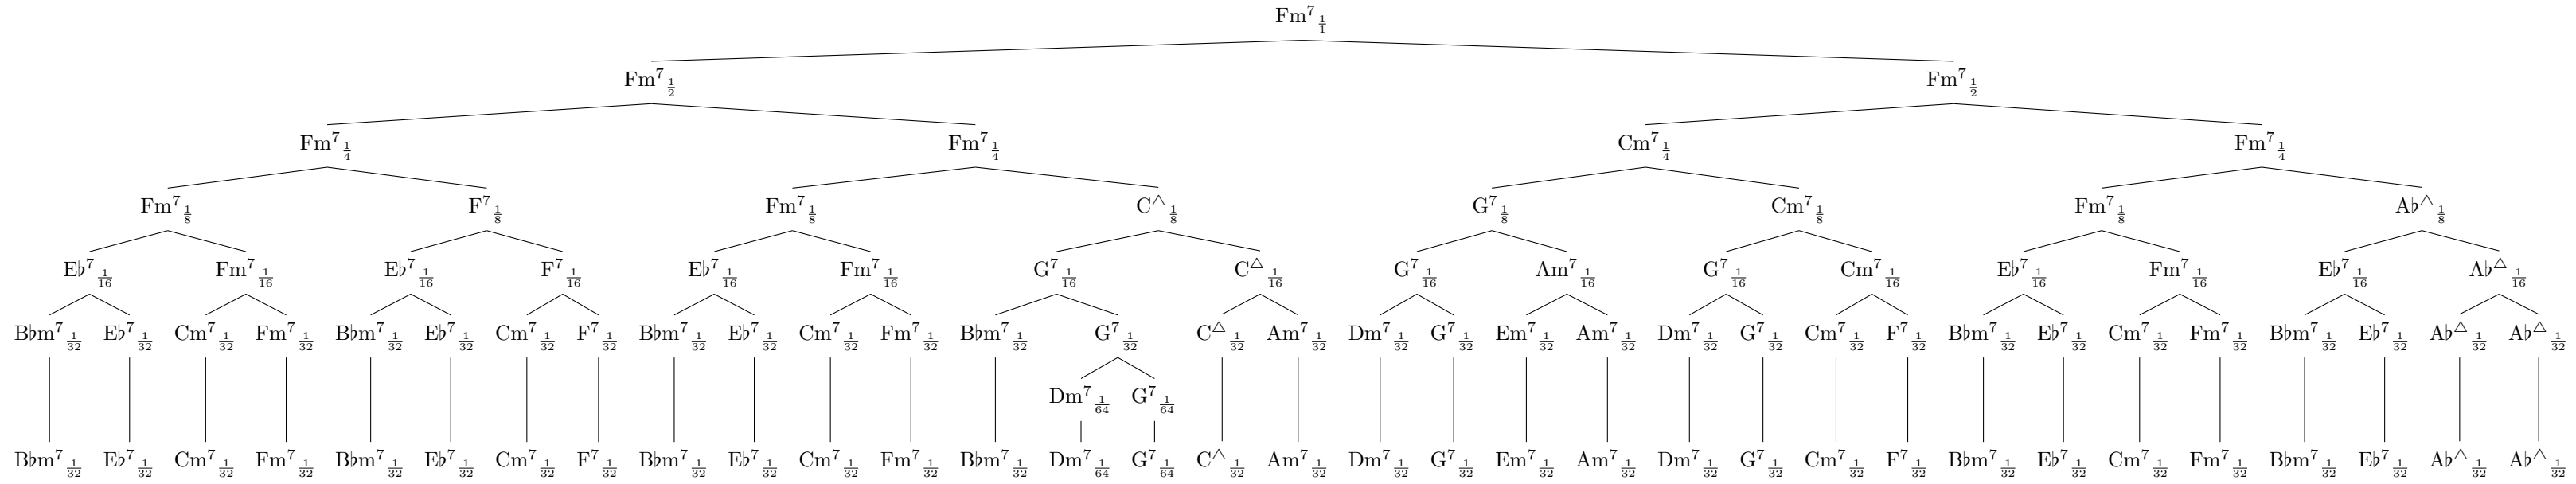 Fm⁷ 1/1
Fm⁷ 1/2 Fm⁷ 1/2
Fm⁷ 1/4 Fm⁷ 1/4 Cm⁷ 1/4 Fm⁷ 1/4
Fm⁷ 1/8 F⁷ 1/8 Fm⁷ 1/8 C△ 1/8 G⁷ 1/8 Cm⁷ 1/8 Fm⁷ 1/8 A♭△ 1/8
E♭⁷ 1/16 Fm⁷ 1/16 E♭⁷ 1/16 F⁷ 1/16 E♭⁷ 1/16 Fm⁷ 1/16 G⁷ 1/16 C△ 1/16 G⁷ 1/16 Am⁷ 1/16 G⁷ 1/16 Cm⁷ 1/16 E♭⁷ 1/16 Fm⁷ 1/16 E♭⁷ 1/16 A♭△ 1/16
B♭m⁷ 1/32 E♭⁷ 1/32 Cm⁷ 1/32 Fm⁷ 1/32 B♭m⁷ 1/32 E♭⁷ 1/32 Cm⁷ 1/32 F⁷ 1/32 B♭m⁷ 1/32 E♭⁷ 1/32 Cm⁷ 1/32 Fm⁷ 1/32 B♭m⁷ 1/32 G⁷ 1/32 C△ 1/32 Am⁷ 1/32 Dm⁷ 1/32 G⁷ 1/32 Em⁷ 1/32 Am⁷ 1/32 Dm⁷ 1/32 G⁷ 1/32 Cm⁷ 1/32 F⁷ 1/32 B♭m⁷ 1/32 E♭⁷ 1/32 Cm⁷ 1/32 Fm⁷ 1/32 B♭m⁷ 1/32 E♭⁷ 1/32 A♭△ 1/32 A♭△ 1/32
Dm⁷ 1/64 G⁷ 1/64
B♭m⁷ 1/32 E♭⁷ 1/32 Cm⁷ 1/32 Fm⁷ 1/32 B♭m⁷ 1/32 E♭⁷ 1/32 Cm⁷ 1/32 F⁷ 1/32 B♭m⁷ 1/32 E♭⁷ 1/32 Cm⁷ 1/32 Fm⁷ 1/32 B♭m⁷ 1/32 Dm⁷ 1/64 G⁷ 1/64 C△ 1/32 Am⁷ 1/32 Dm⁷ 1/32 G⁷ 1/32 Em⁷ 1/32 Am⁷ 1/32 Dm⁷ 1/32 G⁷ 1/32 Cm⁷ 1/32 F⁷ 1/32 B♭m⁷ 1/32 E♭⁷ 1/32 Cm⁷ 1/32 Fm⁷ 1/32 B♭m⁷ 1/32 E♭⁷ 1/32 A♭△ 1/32 A♭△ 1/32